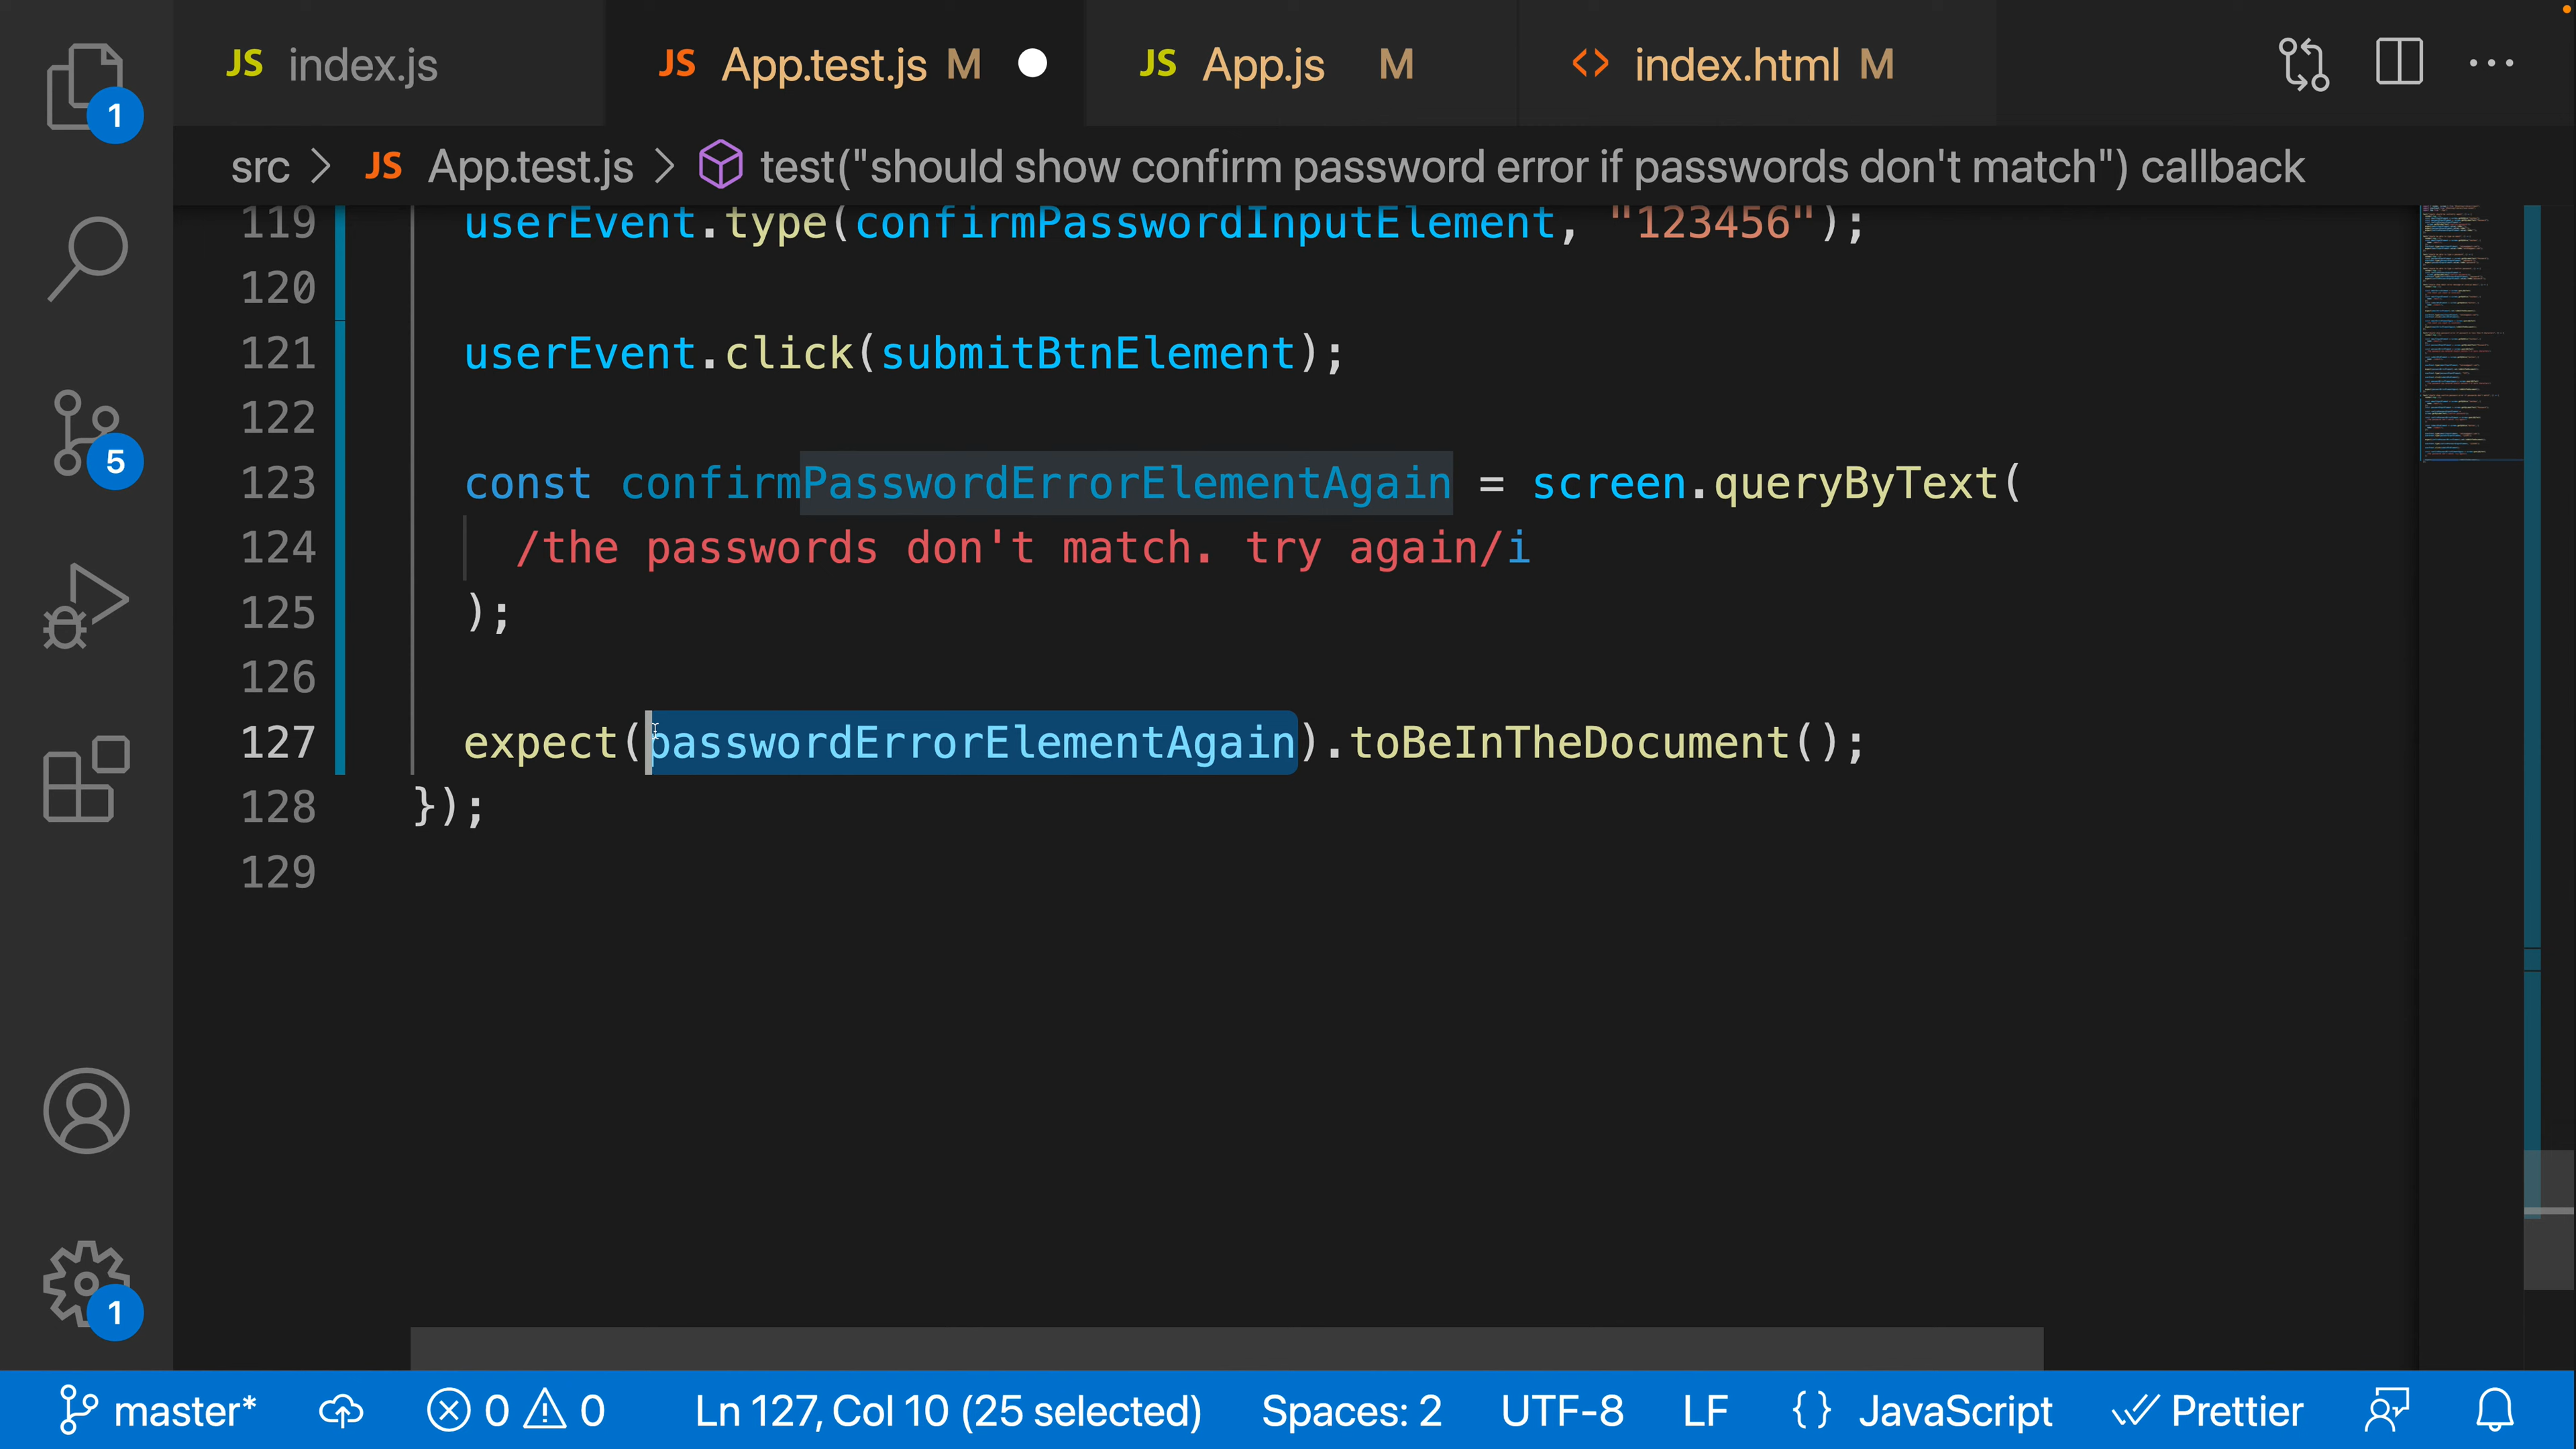 JS index.js JS App.test.js M JS App.js M <> index.html M
src > JS App.test.js > test("should show confirm password error if passwords don't match") callback
119 userEvent.type(confirmPasswordInputElement, "123456");
120
121 userEvent.click(submitBtnElement);
122
123 const confirmPasswordErrorElementAgain = screen.queryByText(
124 /the passwords don't match. try again/i
125 );
126
127 expect(passwordErrorElementAgain).toBeInTheDocument();
128 });
129
1
5
1
master* 0 0 Ln 127, Col 10 (25 selected) Spaces: 2 UTF-8 LF {} JavaScript Prettier